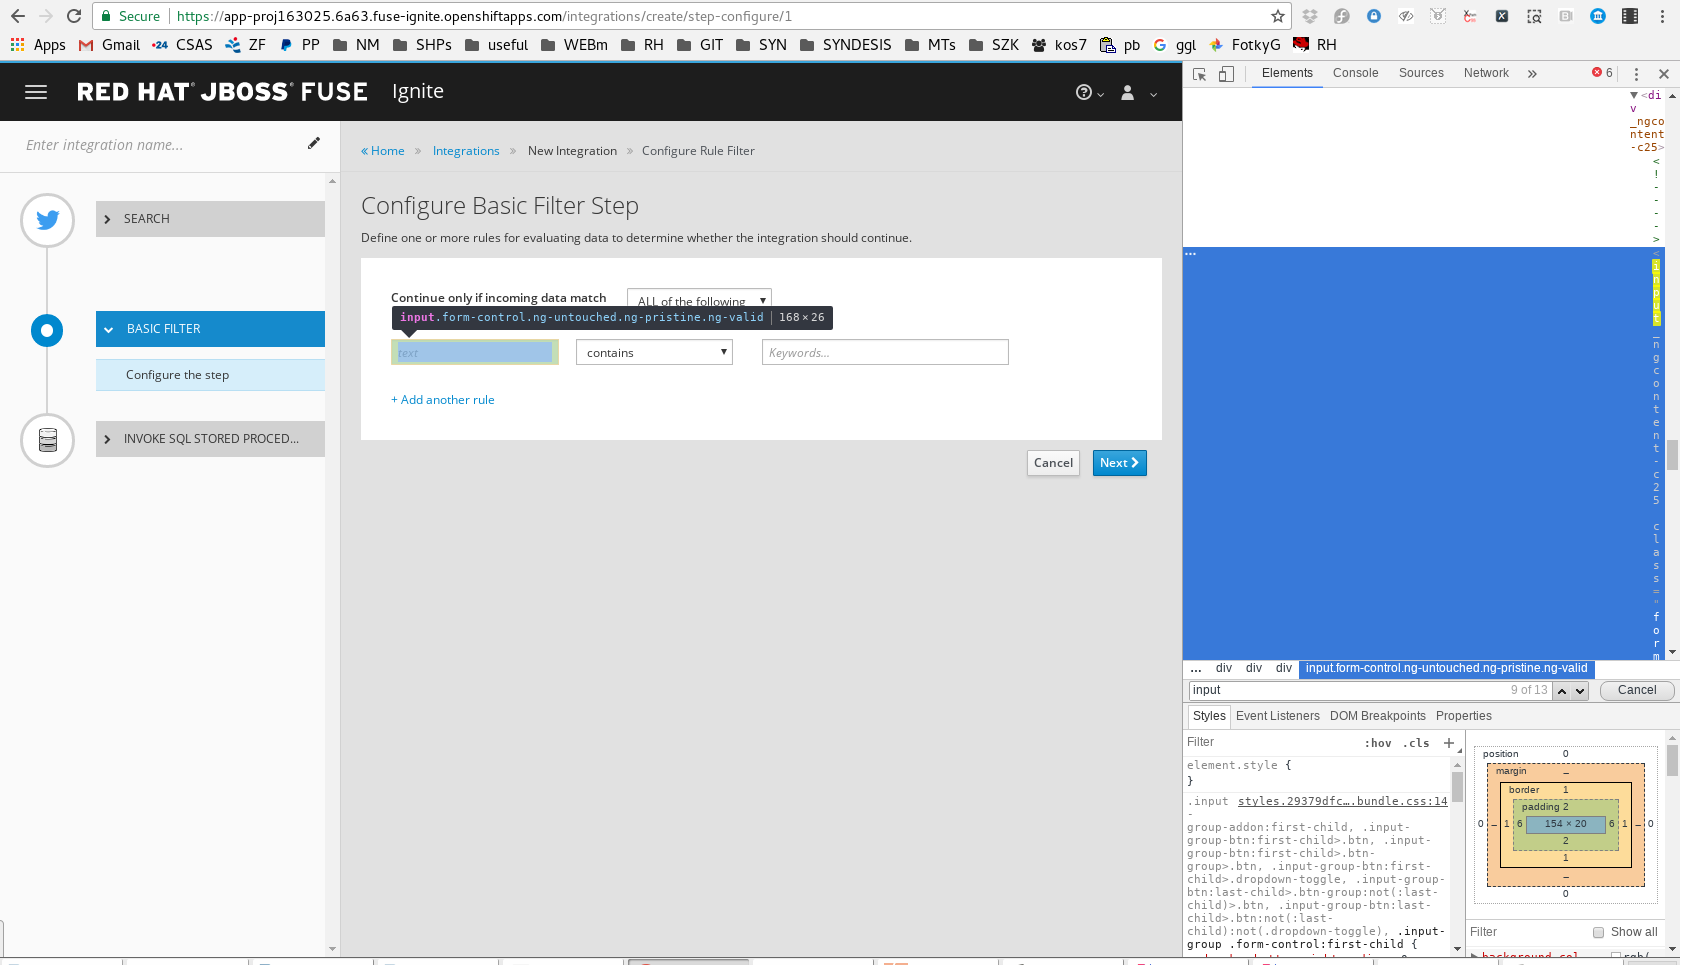 Secure https://app-proj163025.6a63.fuse-ignite.openshiftapps.com/integrations/create/step-configure/1
Apps Gmail -24 CSAS ZF PP NM SHPs useful WEBm RH GIT SYN SYNDESIS MTs SZK kos7 pb ggl FotkyG RH
RED HAT JBOSS FUSE Ignite
Enter integration name...
SEARCH
BASIC FILTER
Configure the step
INVOKE SQL STORED PROCED...
« Home » Integrations » New Integration » Configure Rule Filter
Configure Basic Filter Step
Define one or more rules for evaluating data to determine whether the integration should continue.
Continue only if incoming data match ALL of the following
input.form-control.ng-untouched.ng-pristine.ng-valid | 168 × 26
text contains Keywords...
+ Add another rule
Cancel Next
Elements Console Sources Network » 6
▼<di
v
_ngco
ntent
-c25>
<
!
-
-
-
-
>
...
<
i
n
p
u
t
_
n
g
c
o
n
t
e
n
t
-
c
2
5
c
l
a
s
s
=
"
f
o
r
m
... div div div input.form-control.ng-untouched.ng-pristine.ng-valid
input 9 of 13 Cancel
Styles Event Listeners DOM Breakpoints Properties
Filter :hov .cls +
element.style {
}
.input styles.29379dfc….bundle.css:14
-
group-addon:first-child, .input-
group-btn:first-child>.btn, .input-
group-btn:first-child>.btn-
group>.btn, .input-group-btn:first-
child>.dropdown-toggle, .input-group-
btn:last-child>.btn-group:not(:last-
child)>.btn, .input-group-btn:last-
child>.btn:not(:last-
child):not(.dropdown-toggle), .input-
group .form-control:first-child {
position 0
margin –
border 1
padding 2
0 – 1 6 154 × 20 6 1 – 0
2
1
–
0
Filter Show all